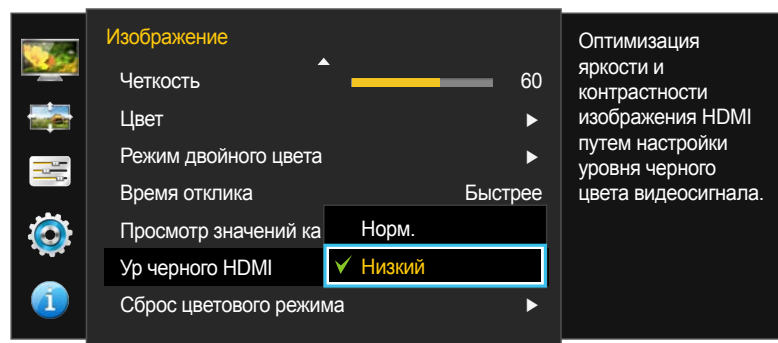 Изображение
Четкость 60
Цвет
Режим двойного цвета
Время отклика Быстрее
Просмотр значений ка
Норм.
Ур черного HDMI
Низкий
Сброс цветового режима
Оптимизация
яркости и
контрастности
изображения HDMI
путем настройки
уровня черного
цвета видеосигнала.